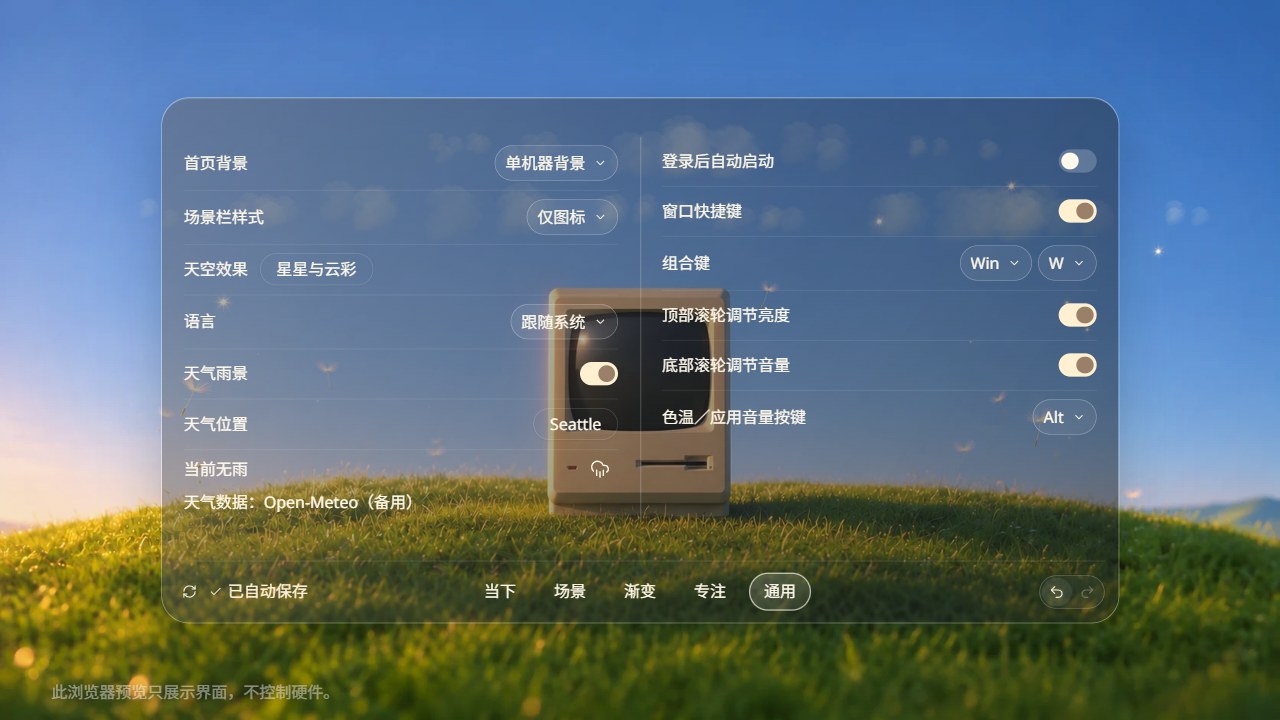 首页背景 单机器背景
场景栏样式 仅图标
天空效果 星星与云彩
语言 跟随系统
天气雨景
天气位置 Seattle
当前无雨
天气数据：Open-Meteo（备用）
登录后自动启动
窗口快捷键
组合键 Win W
顶部滚轮调节亮度
底部滚轮调节音量
色温／应用音量按键 Alt
已自动保存 当下 场景 渐变 专注 通用
此浏览器预览只展示界面，不控制硬件。